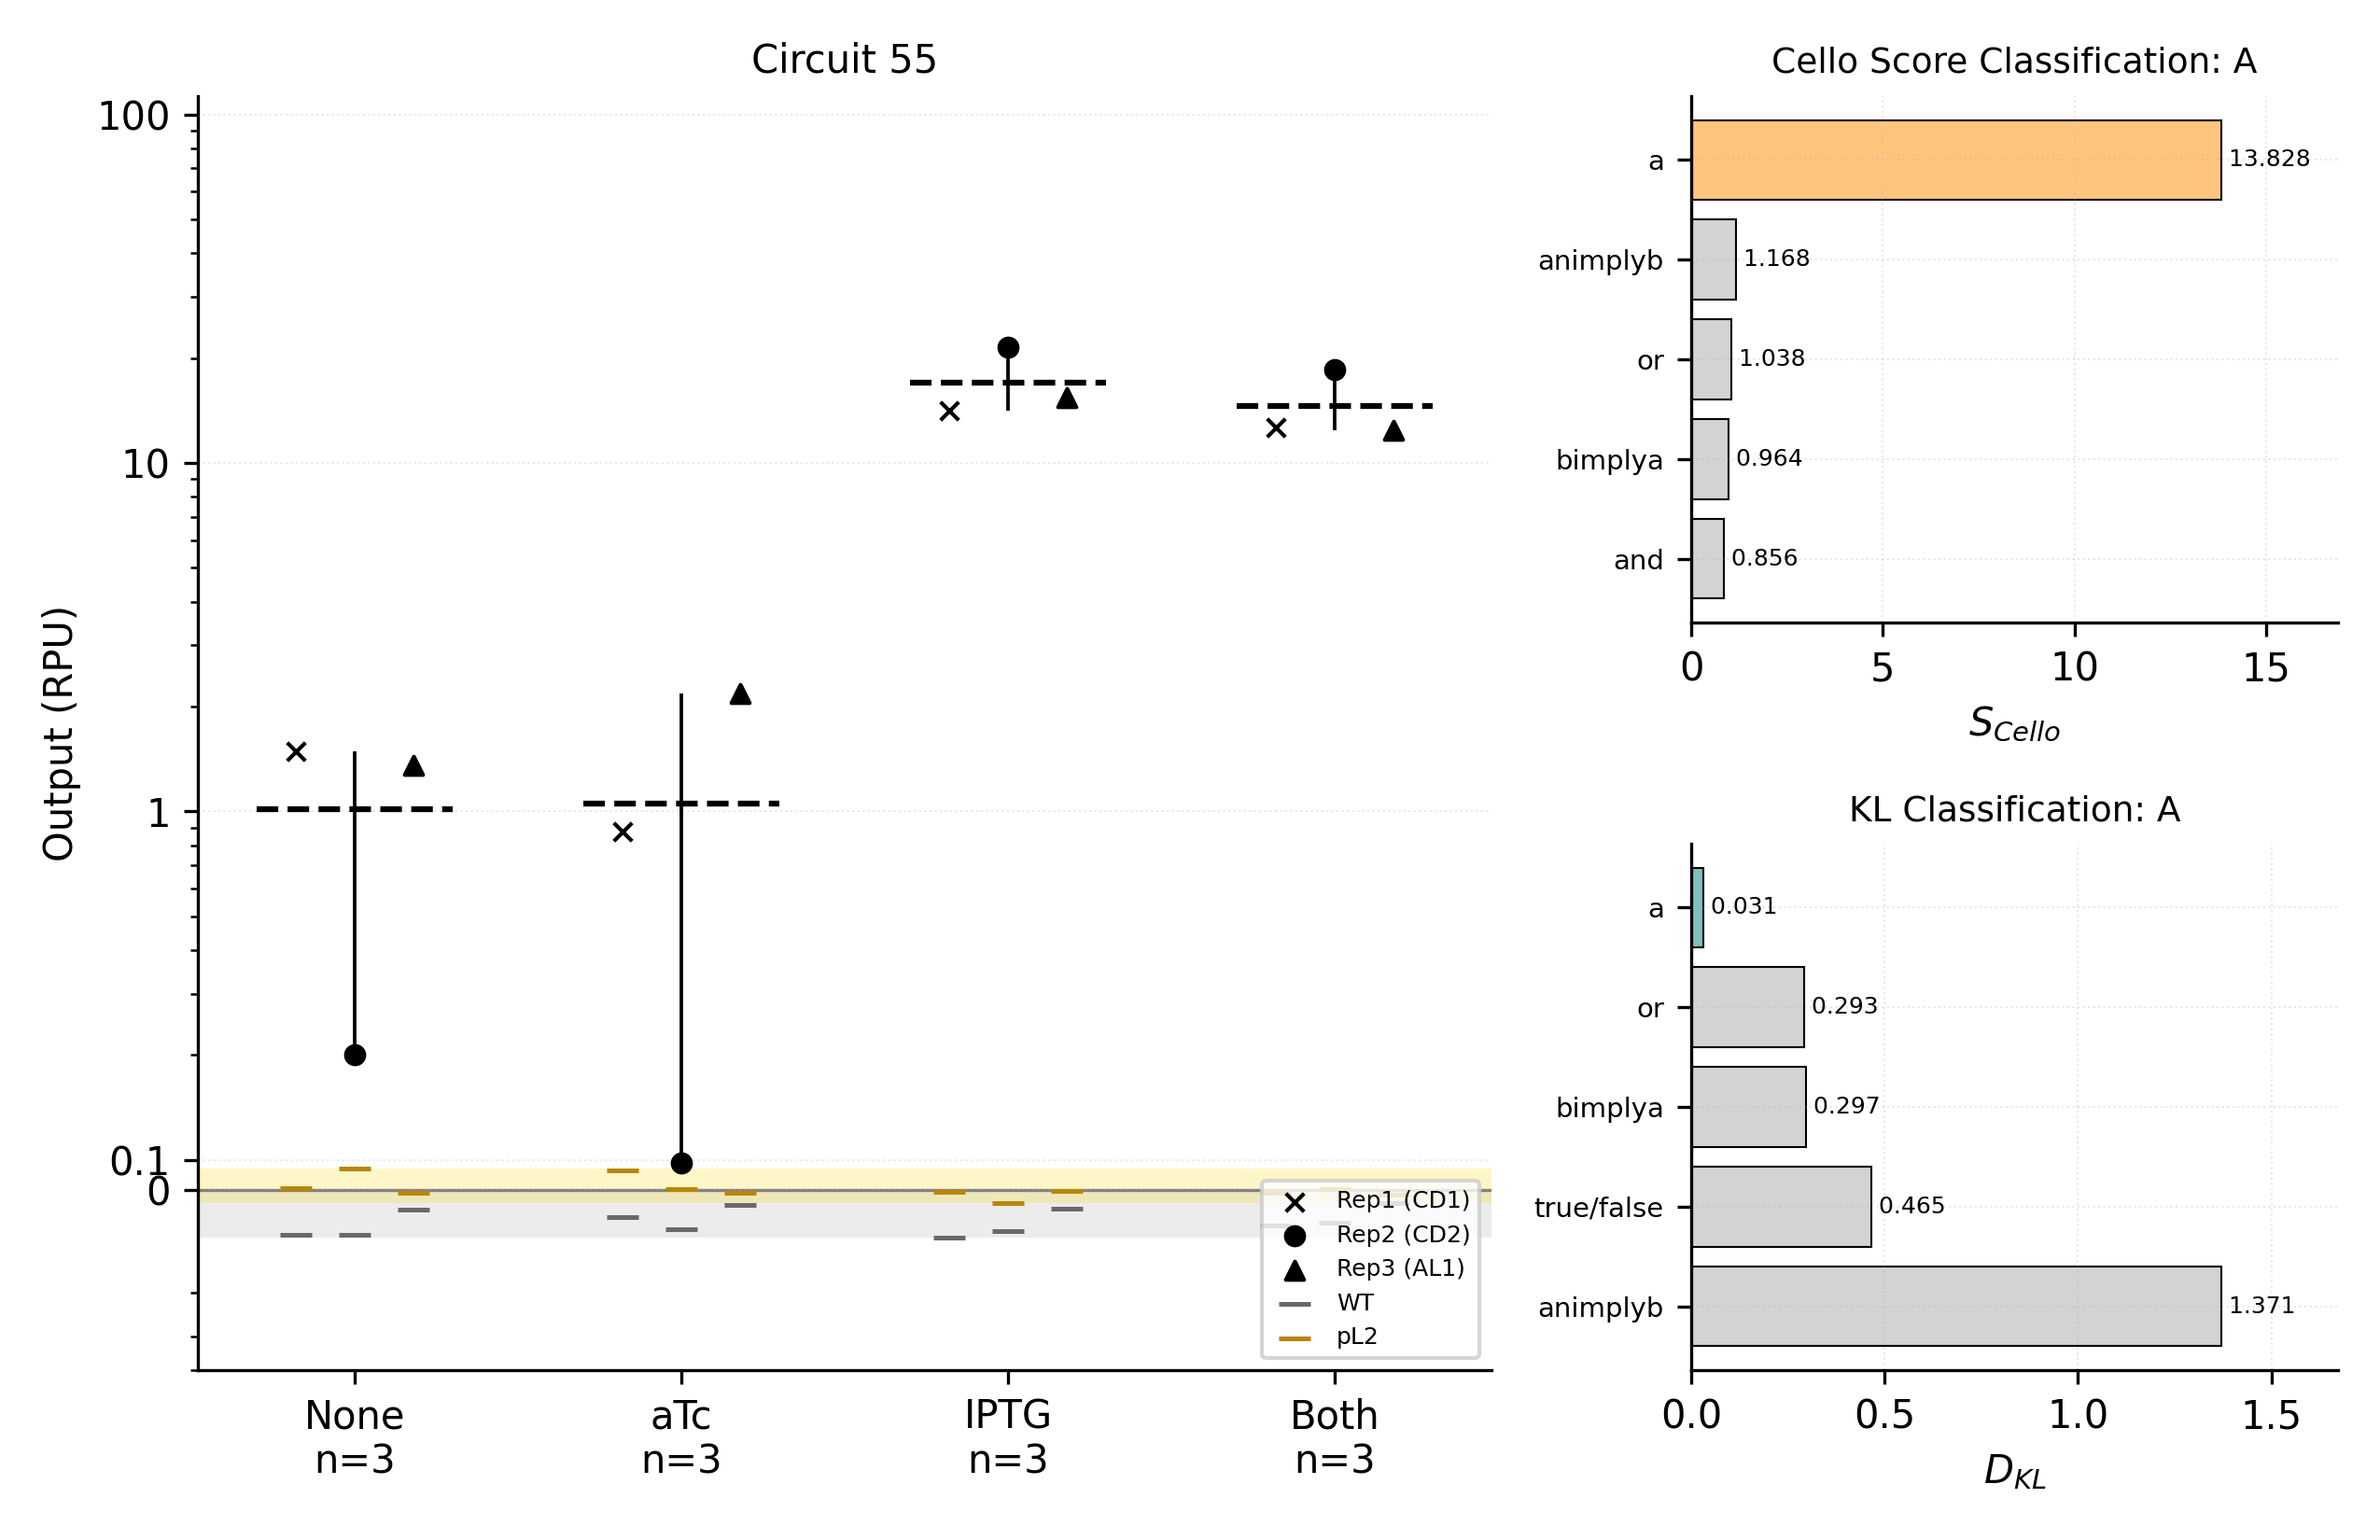 Circuit 55
Output (RPU)
100
10
1
0.1
0
None
n=3
aTc
n=3
IPTG
n=3
Both
n=3
Rep1 (CD1)
Rep2 (CD2)
Rep3 (AL1)
WT
pL2
Cello Score Classification: A
a
13.828
animplyb
1.168
or
1.038
bimplya
0.964
and
0.856
0 5 10 15
S_Cello
KL Classification: A
a
0.031
or
0.293
bimplya
0.297
true/false
0.465
animplyb
1.371
0.0 0.5 1.0 1.5
D_KL